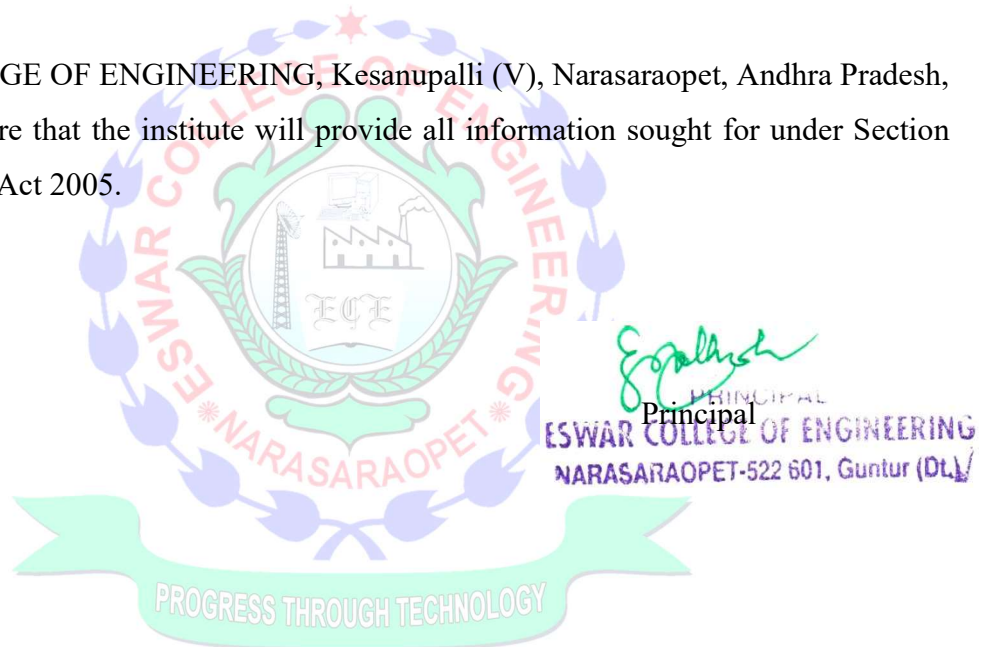 GE OF ENGINEERING, Kesanupalli (V), Narasaraopet, Andhra Pradesh,
re that the institute will provide all information sought for under Section
Act 2005.
ESWAR COLLEGE OF ENGINEERING
ECE
* NARASARAOPET *
PRINCIPAL
Principal
ESWAR COLLEGE OF ENGINEERING
NARASARAOPET-522 601, Guntur (Dt.)
PROGRESS THROUGH TECHNOLOGY